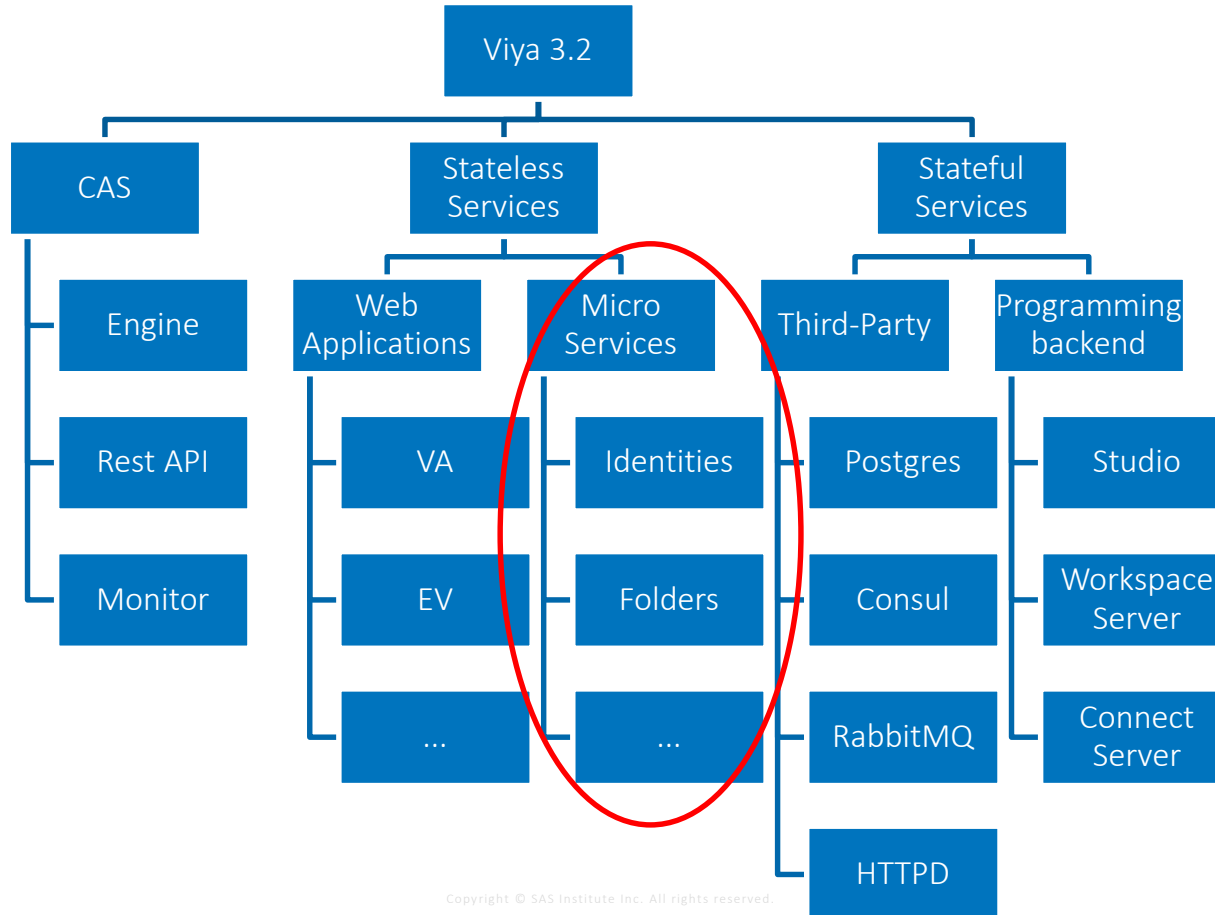 Viya 3.2
CAS
Stateless
Services
Stateful
Services
Engine
Rest API
Monitor
Web
Applications
VA
EV
...
Micro
Services
Identities
Folders
...
Third-Party
Postgres
Consul
RabbitMQ
HTTPD
Programming
backend
Studio
Workspace
Server
Connect
Server
Copyright © SAS Institute Inc. All rights reserved.